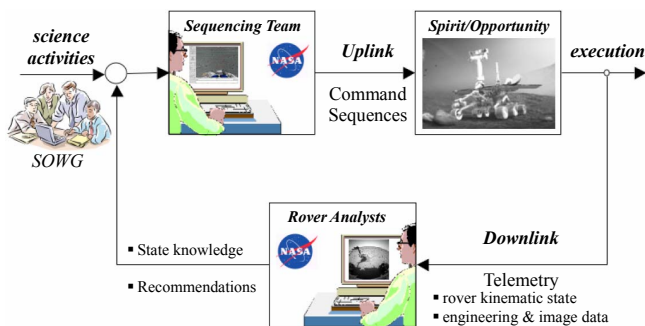 science
activities
SOWG
Sequencing Team
NASA
Uplink
Command
Sequences
Spirit/Opportunity
execution
Rover Analysts
NASA
▪ State knowledge
▪ Recommendations
Downlink
Telemetry
▪ rover kinematic state
▪ engineering & image data